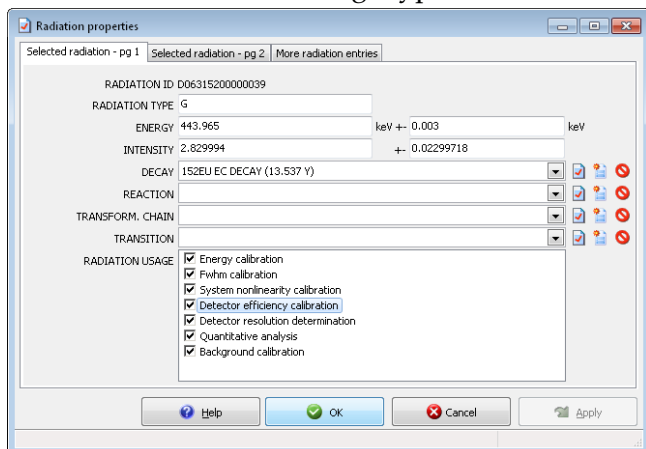 Radiation properties
Selected radiation - pg 1 Selected radiation - pg 2 More radiation entries
RADIATION ID D06315200000039
RADIATION TYPE G
ENERGY 443.965 keV +- 0.003 keV
INTENSITY 2.829994 +- 0.02299718
DECAY 152EU EC DECAY (13.537 Y)
REACTION
TRANSFORM. CHAIN
TRANSITION
RADIATION USAGE Energy calibration
Fwhm calibration
System nonlinearity calibration
Detector efficiency calibration
Detector resolution determination
Quantitative analysis
Background calibration
Help OK Cancel Apply